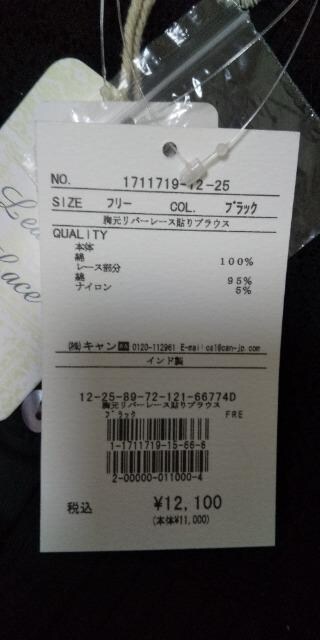 NO. 1711719-12-25
SIZE フリー COL. ブラック
胸元リバーレース貼りブラウス
QUALITY
本体
綿 100%
レース部分
綿 95%
ナイロン 5%
㈱キャン 0120-112961 E-mail:cs1@can-jp.com
インド製
12-25-89-72-121-66774D
胸元リバーレース貼りブラウス
ブラック FRE
1-1711719-15-66-6
2-00000-011000-4
税込 ¥12,100
(本体¥11,000)